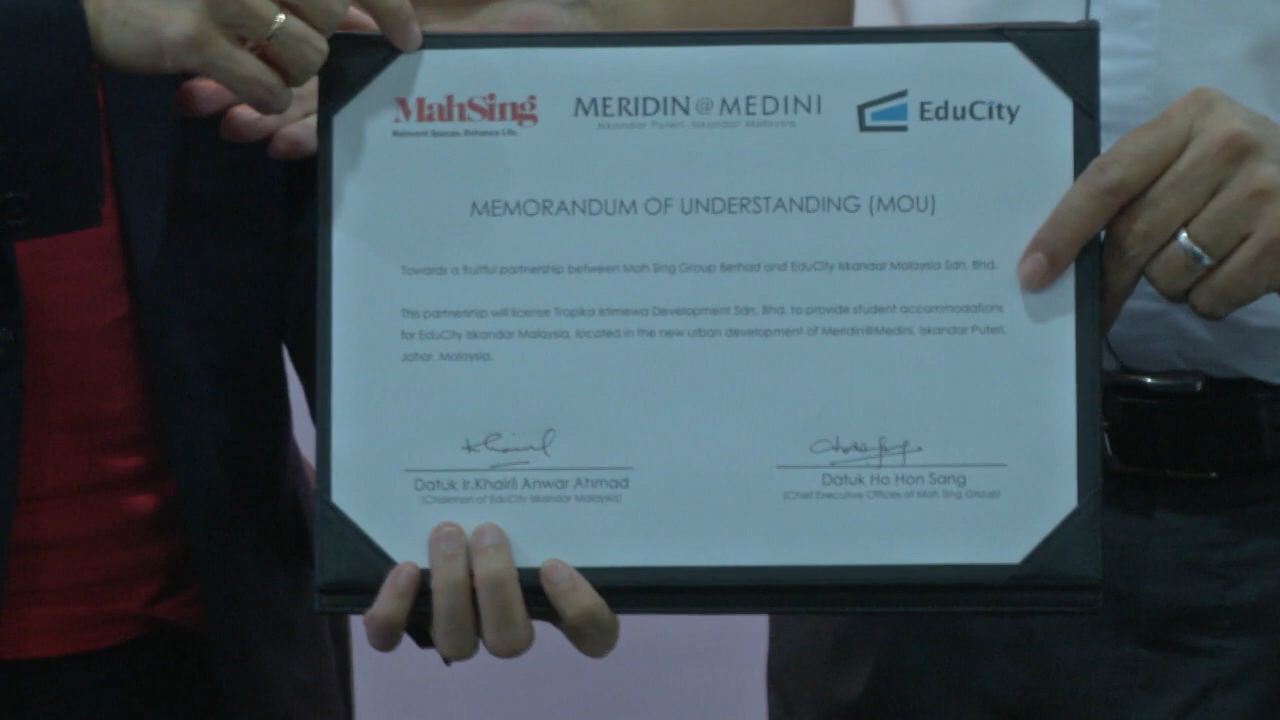 MahSing MERIDIN@MEDINI EduCity
Reinvent Spaces. Enhance Life. Iskandar Puteri, Iskandar Malaysia
MEMORANDUM OF UNDERSTANDING (MOU)
Towards a fruitful partnership between Mah Sing Group Berhad and EduCity Iskandar Malaysia Sdn. Bhd.
This partnership will license Tropika Istimewa Development Sdn. Bhd. to provide student accommodations
for EduCity Iskandar Malaysia, located in the new urban development of Meridin@Medini, Iskandar Puteri,
Johor, Malaysia.
Khairil
Datuk Ir.Khairil Anwar Ahmad Datuk Ho Hon Sang
(Chairman of EduCity Iskandar Malaysia) (Chief Executive Officer of Mah Sing Group)